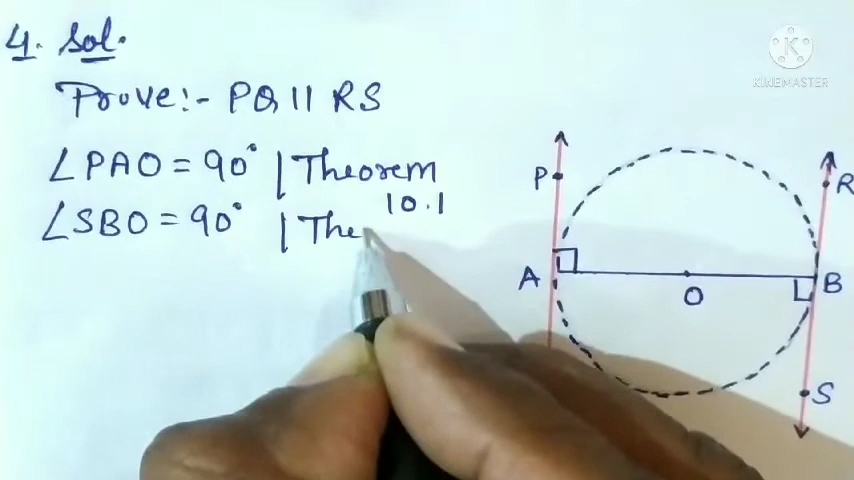 4. Sol.
Prove:- PQ || RS
∠PAO = 90° | Theorem 10.1
∠SBO = 90° | The
P
R
A
O
B
S
K
KINEMASTER